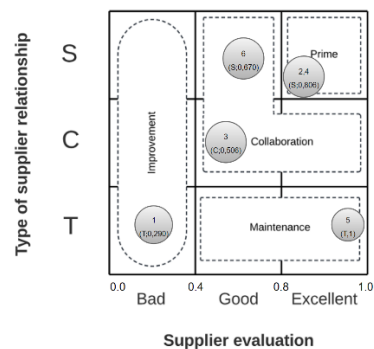 Type of supplier relationship
S
C
T
Improvement
6
(S;0,670)
Prime
2,4
(S;0,806)
3
(C;0,506)
Collaboration
1
(T;0,290)
Maintenance
5
(T,1)
0.0
0.4
0.8
1.0
Bad
Good
Excellent
Supplier evaluation